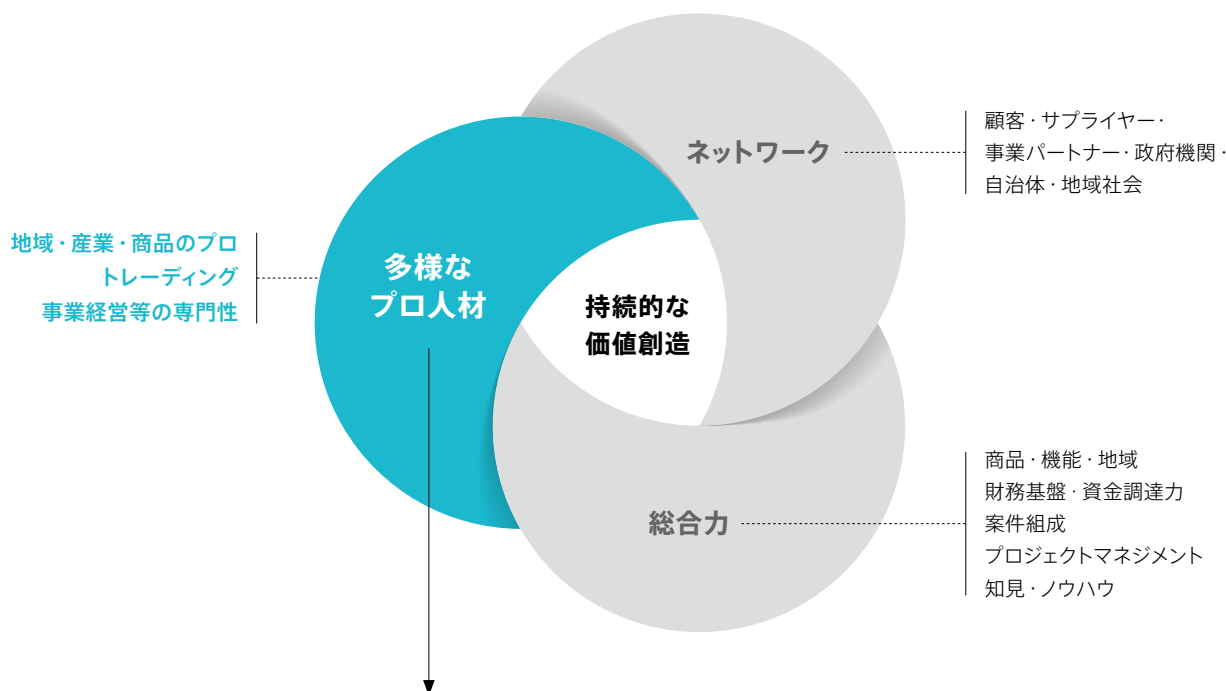 ネットワーク
顧客・サプライヤー・
事業パートナー・政府機関・
自治体・地域社会
地域・産業・商品のプロ
トレーディング
事業経営等の専門性
多様な
プロ人材
持続的な
価値創造
総合力
商品・機能・地域
財務基盤・資金調達力
案件組成
プロジェクトマネジメント
知見・ノウハウ